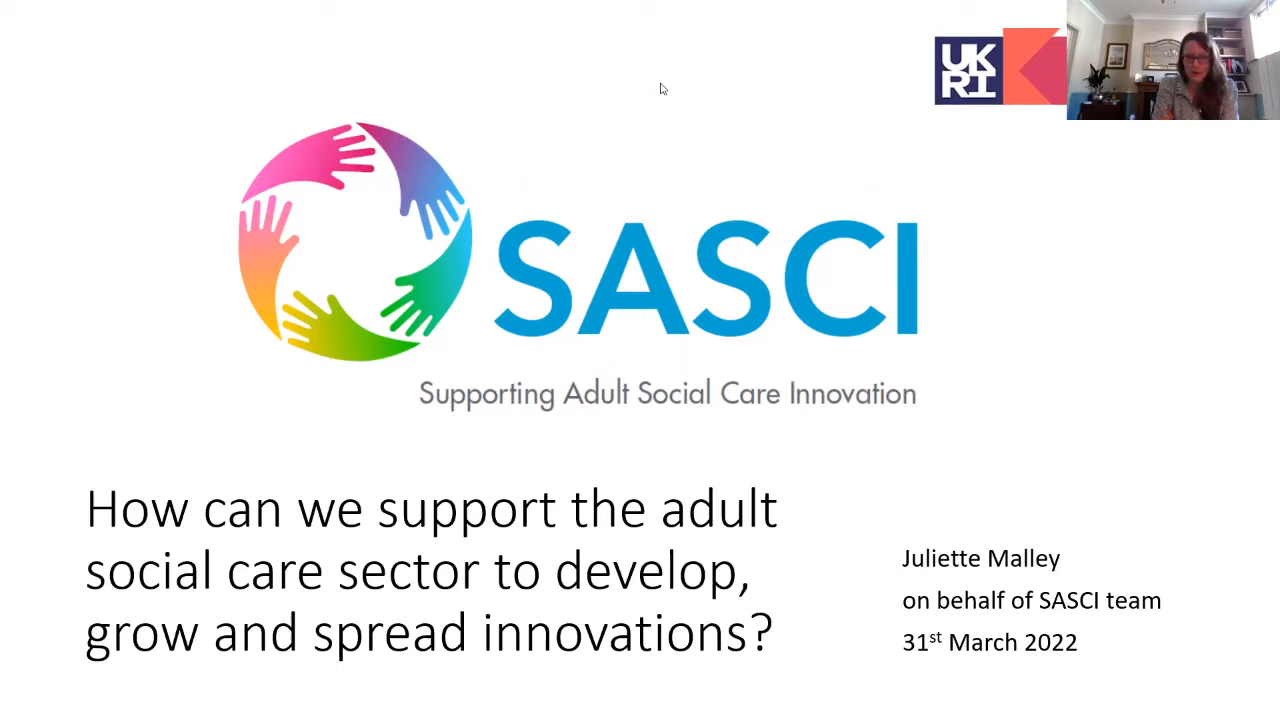 UK
RI
SASCI
Supporting Adult Social Care Innovation
How can we support the adult
social care sector to develop,
grow and spread innovations?
Juliette Malley
on behalf of SASCI team
31st March 2022